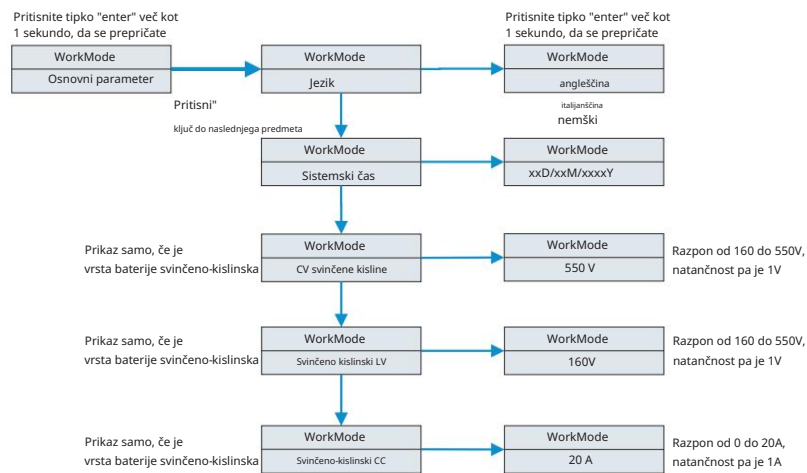 Pritisnite tipko "enter" več kot
1 sekundo, da se prepričate
Pritisnite tipko "enter" več kot
1 sekundo, da se prepričate
WorkMode
Osnovni parameter
WorkMode
Jezik
WorkMode
angleščina
Pritisni"
ključ do naslednjega predmeta
italijanščina
nemški
WorkMode
Sistemski čas
WorkMode
xxD/xxM/xxxxY
Prikaz samo, če je
vrsta baterije svinčeno-kislinska
WorkMode
CV svinčene kisline
WorkMode
550 V
Razpon od 160 do 550V,
natančnost pa je 1V
Prikaz samo, če je
vrsta baterije svinčeno-kislinska
WorkMode
Svinčeno kislinski LV
WorkMode
160V
Razpon od 160 do 550V,
natančnost pa je 1V
Prikaz samo, če je
vrsta baterije svinčeno-kislinska
WorkMode
Svinčeno-kislinski CC
WorkMode
20 A
Razpon od 0 do 20A,
natančnost pa je 1A